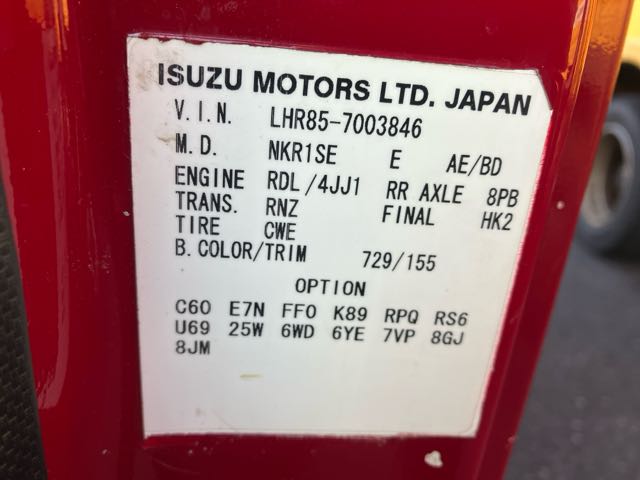 ISUZU MOTORS LTD. JAPAN
V.I.N. LHR85-7003846
M.D. NKR1SE E AE/BD
ENGINE RDL/4JJ1 RR AXLE 8PB
TRANS. RNZ FINAL HK2
TIRE CWE
B.COLOR/TRIM 729/155
OPTION
C60 E7N FF0 K89 RPQ RS6
U69 25W 6WD 6YE 7VP 8GJ
8JM